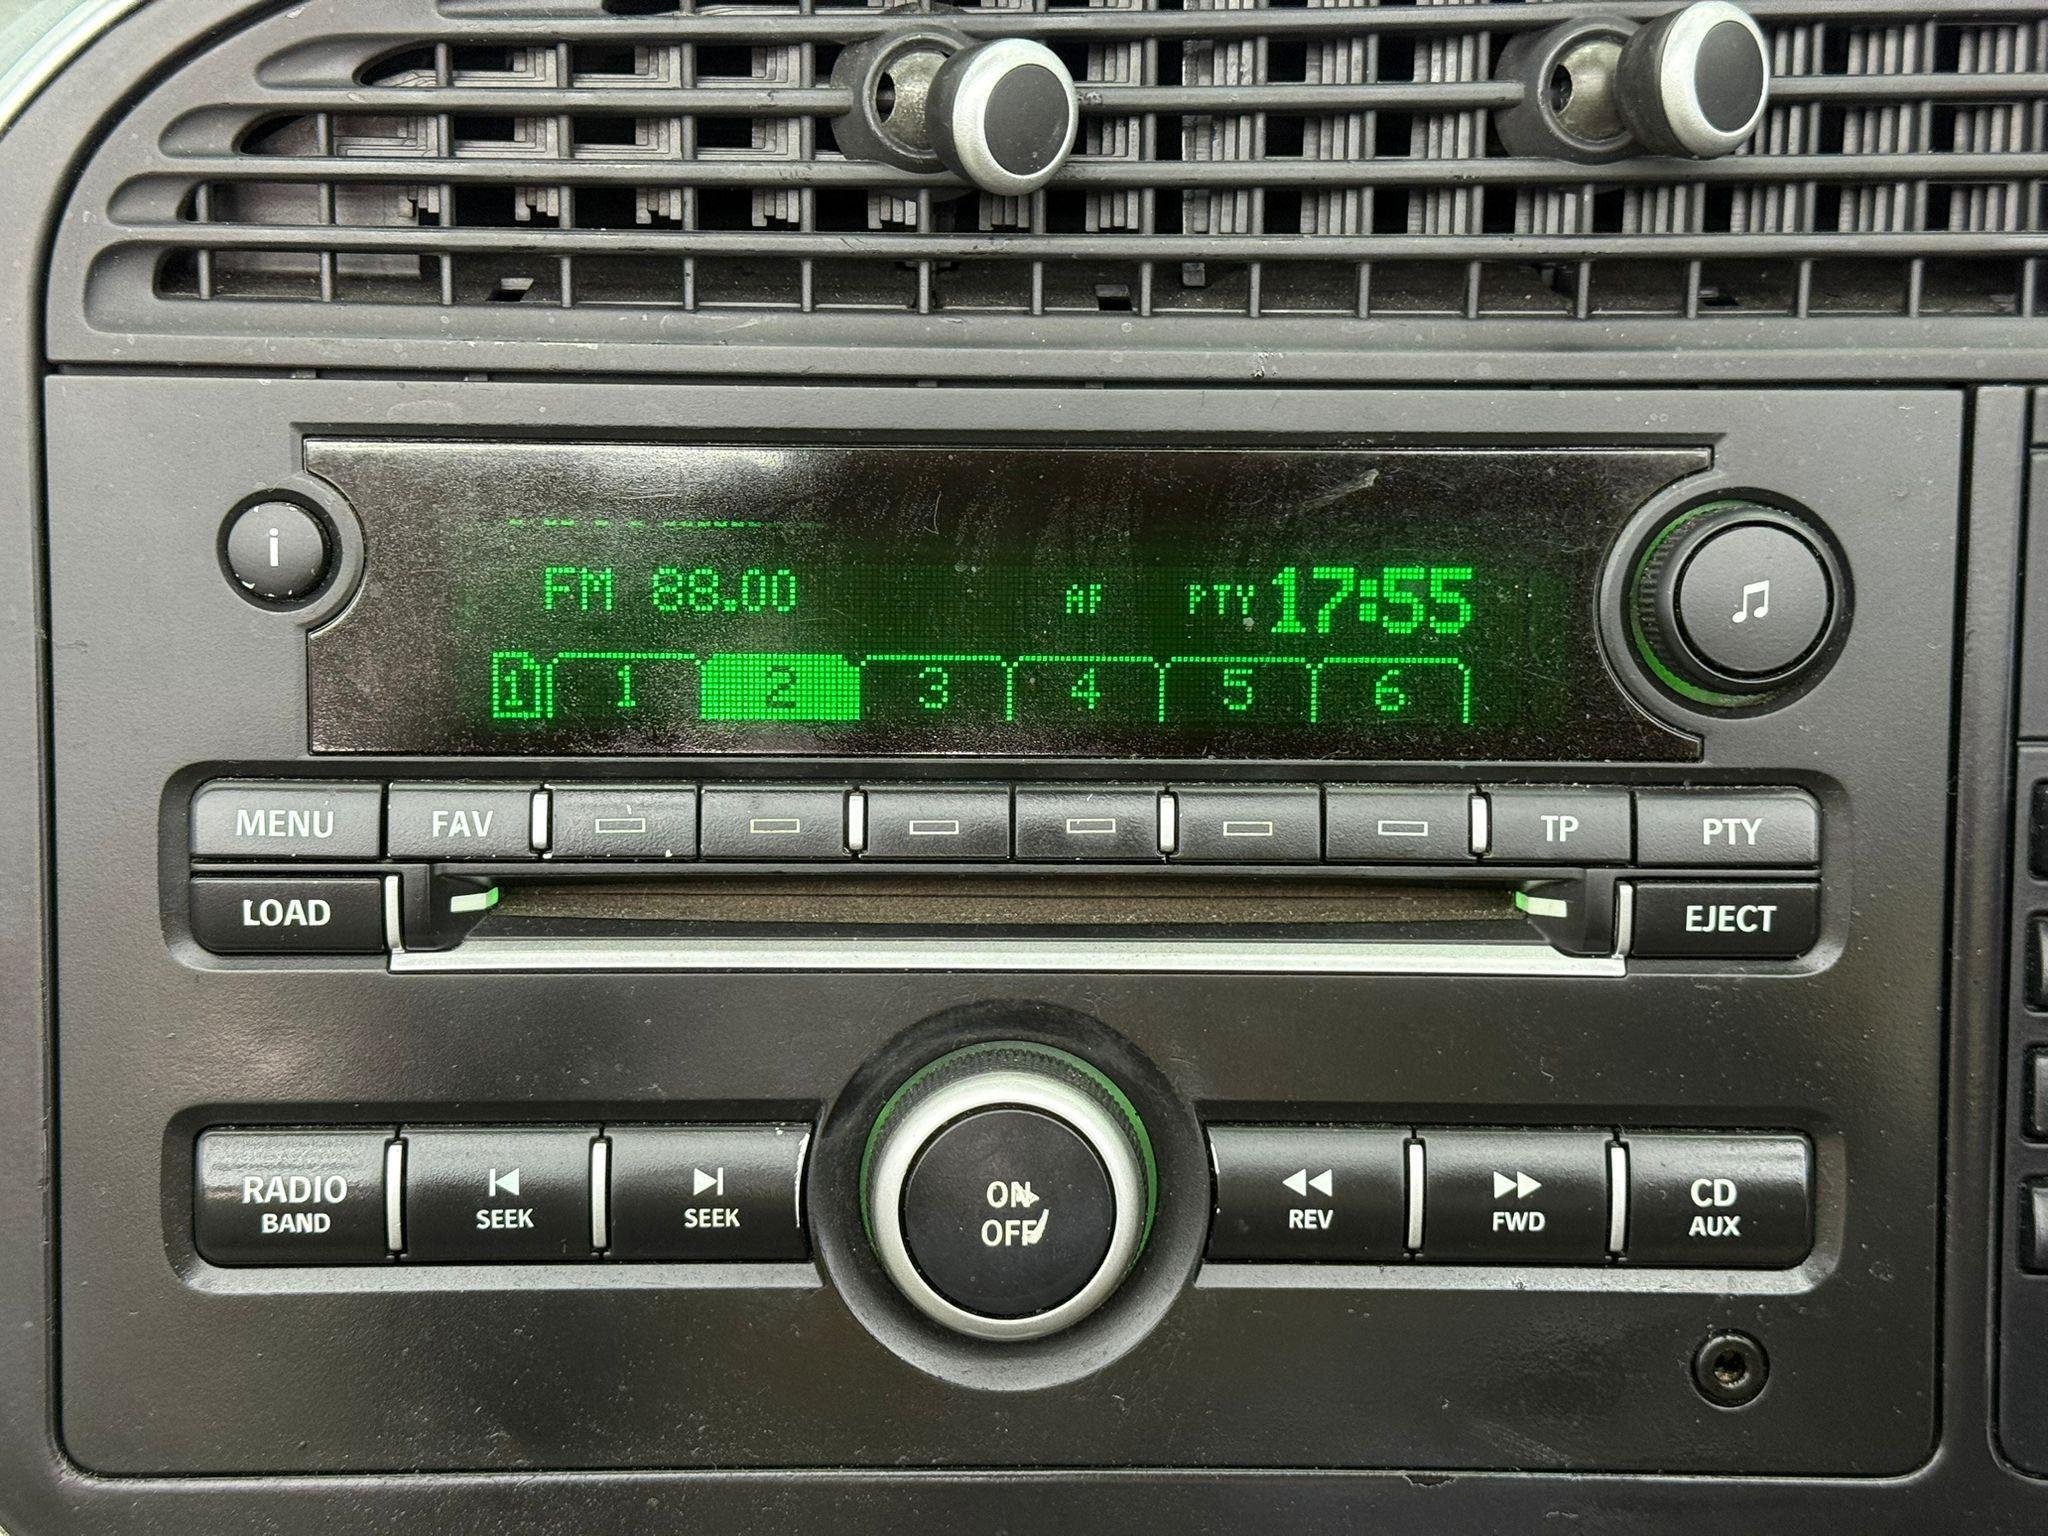 i
FM 88.00 AF PTY 17:55
1 1 2 3 4 5 6
MENU FAV TP PTY
LOAD EJECT
RADIO BAND
SEEK
SEEK
ON
OFF
REV
FWD
CD
AUX